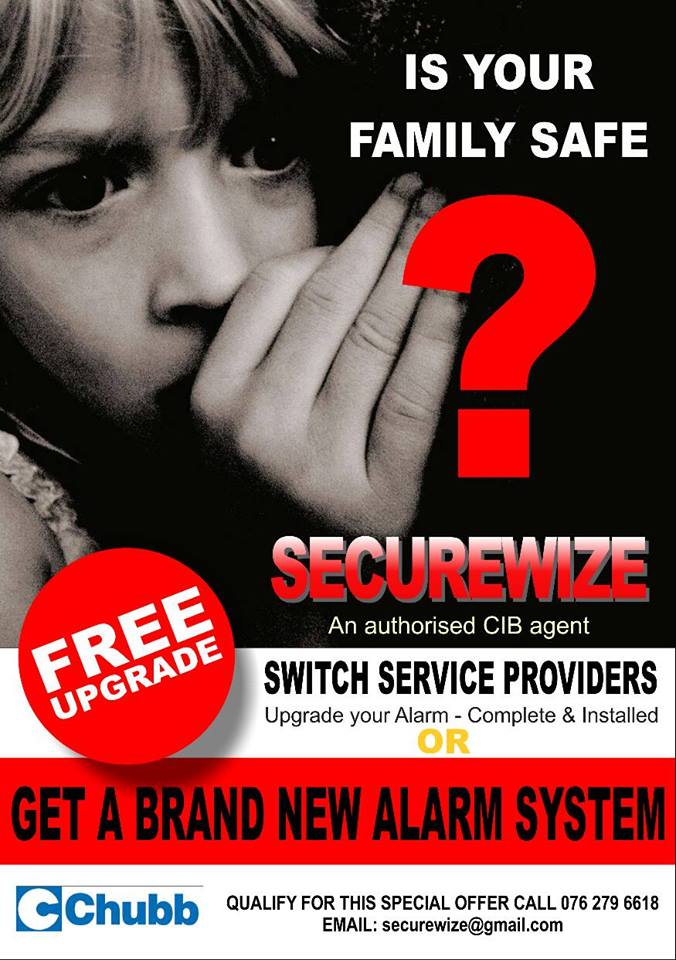 IS YOUR
FAMILY SAFE
?
SECUREWIZE
An authorised CIB agent
FREE
UPGRADE
SWITCH SERVICE PROVIDERS
Upgrade your Alarm - Complete & Installed
OR
GET A BRAND NEW ALARM SYSTEM
C Chubb
QUALIFY FOR THIS SPECIAL OFFER CALL 076 279 6618
EMAIL: securewize@gmail.com